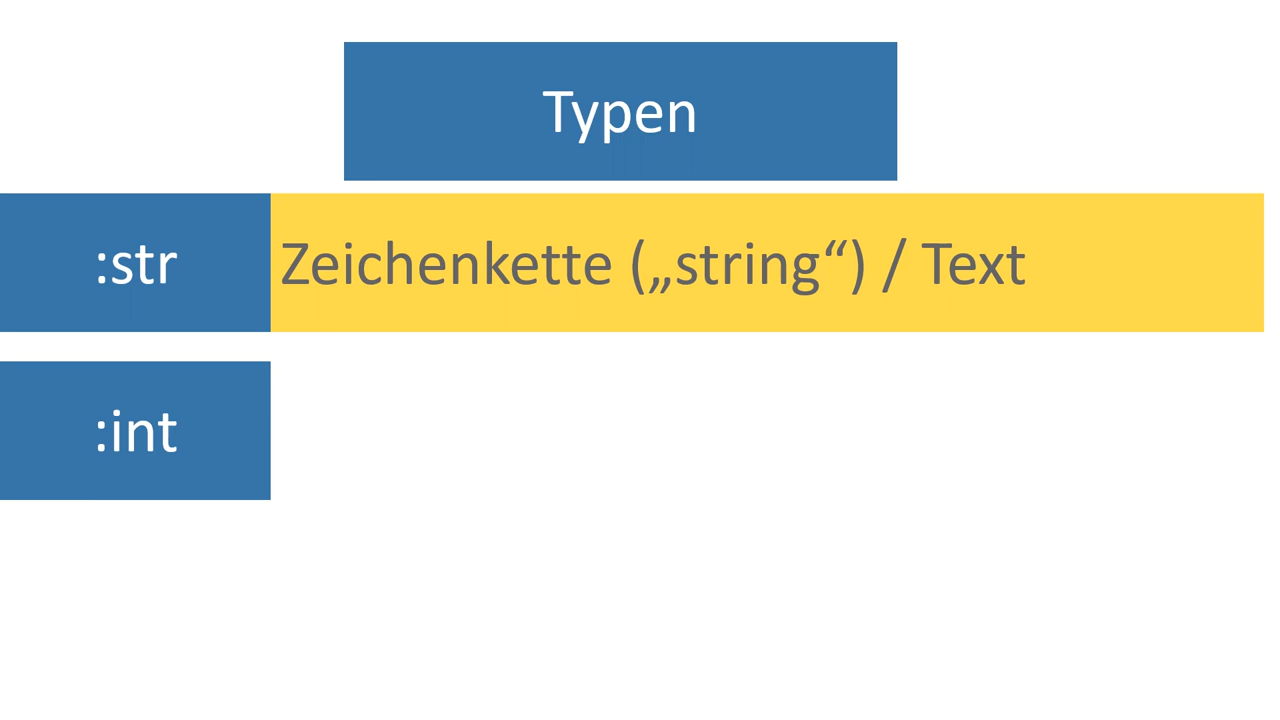 Typen
:str
Zeichenkette („string“) / Text
:int